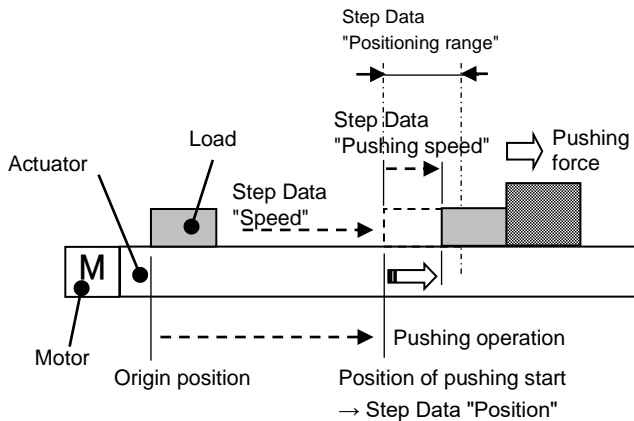 Step Data
"Positioning range"
Step Data
"Pushing speed"
Pushing
force
Load
Actuator
Step Data
"Speed"
M
Motor
Origin position
Pushing operation
Position of pushing start
→ Step Data "Position"